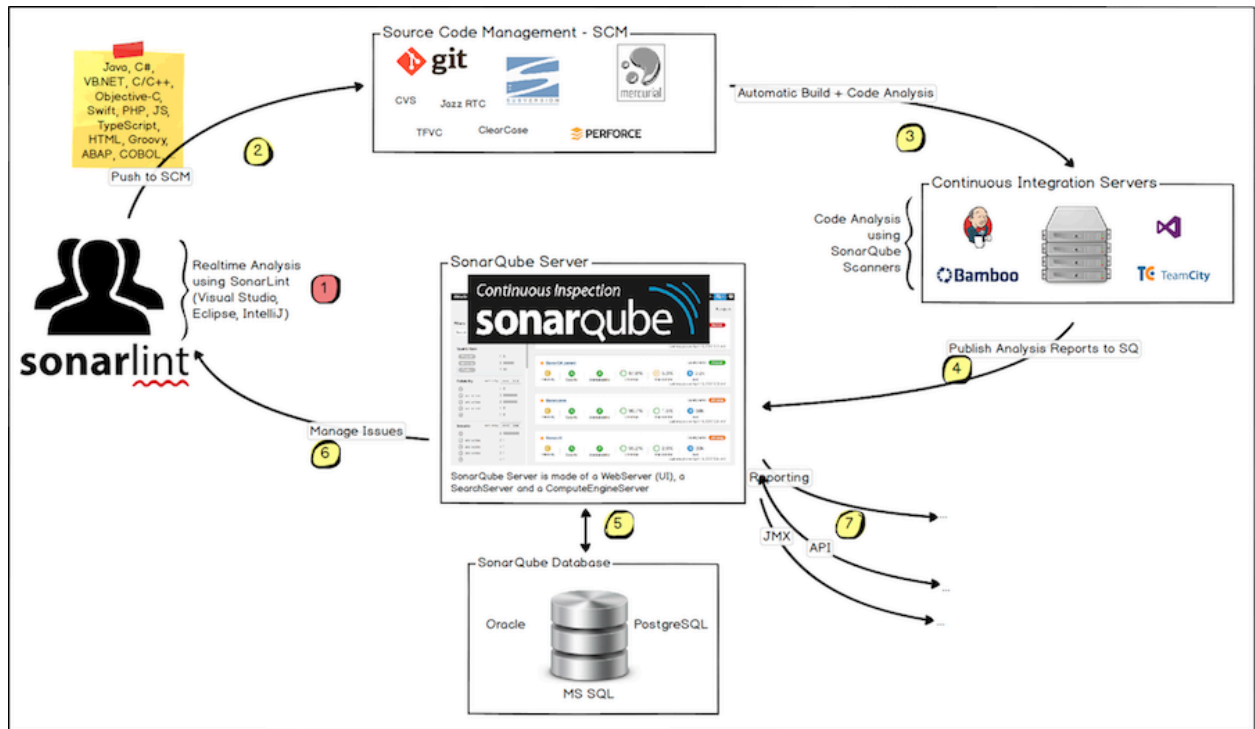 Source Code Management - SCM
git
SUBVERSION
mercurial
CVS
Jazz RTC
TFVC
ClearCase
PERFORCE
Java, C#,
VB.NET, C/C++,
Objective-C,
Swift, PHP, JS,
TypeScript,
HTML, Groovy,
ABAP, COBOL, ...
2
Push to SCM
Automatic Build + Code Analysis
3
Continuous Integration Servers
Bamboo
TeamCity
Code Analysis
using
SonarQube
Scanners
Realtime Analysis
using SonarLint
(Visual Studio,
Eclipse, IntelliJ)
1
sonarlint
SonarQube Server
Continuous Inspection
sonarqube
SonarQube Server is made of a WebServer (UI), a
SearchServer and a ComputeEngineServer
Publish Analysis Reports to SQ
4
Manage Issues
6
5
Reporting
7
JMX
API
...
...
...
SonarQube Database
Oracle
PostgreSQL
MS SQL